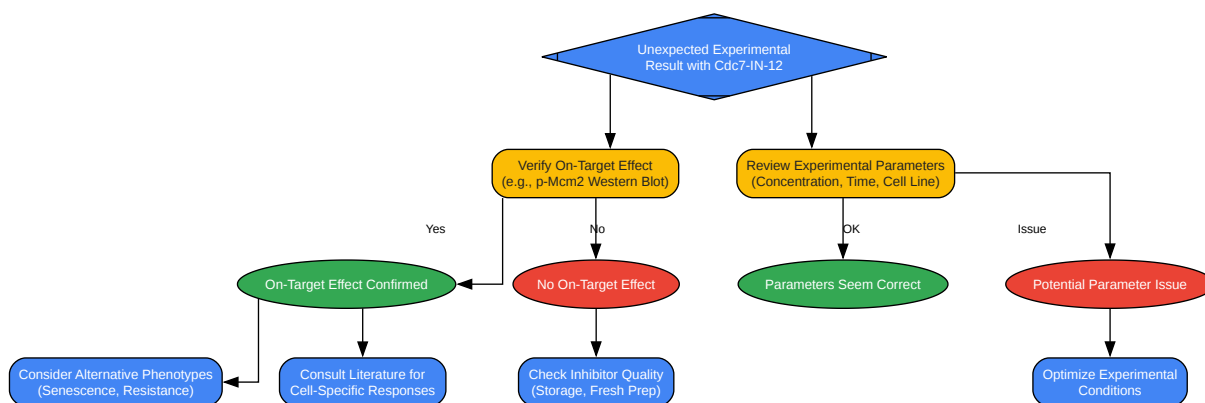 Unexpected Experimental
Result with Cdc7-IN-12
Verify On-Target Effect
(e.g., p-Mcm2 Western Blot)
Review Experimental Parameters
(Concentration, Time, Cell Line)
Yes
No
OK
Issue
On-Target Effect Confirmed
No On-Target Effect
Parameters Seem Correct
Potential Parameter Issue
Consider Alternative Phenotypes
(Senescence, Resistance)
Consult Literature for
Cell-Specific Responses
Check Inhibitor Quality
(Storage, Fresh Prep)
Optimize Experimental
Conditions